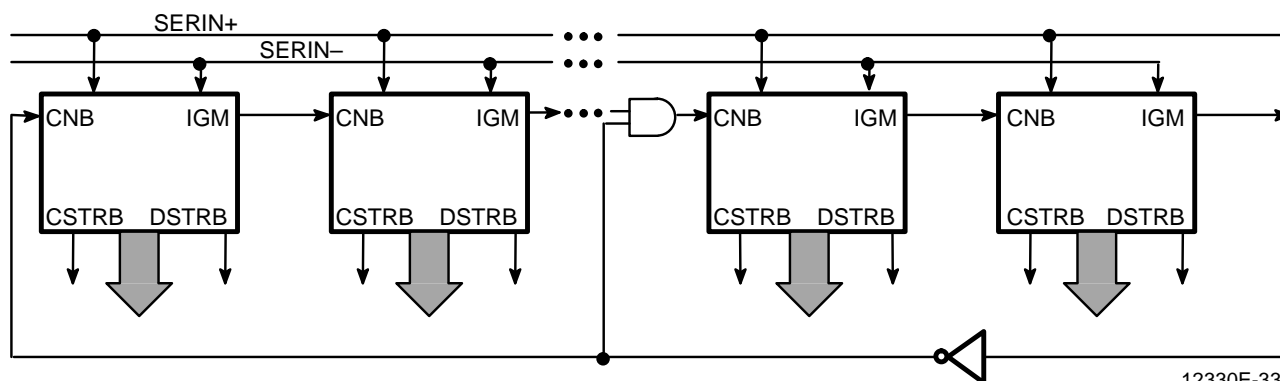 SERIN+
SERIN–
CNB IGM CNB IGM CNB IGM CNB IGM
CSTRB DSTRB CSTRB DSTRB CSTRB DSTRB CSTRB DSTRB